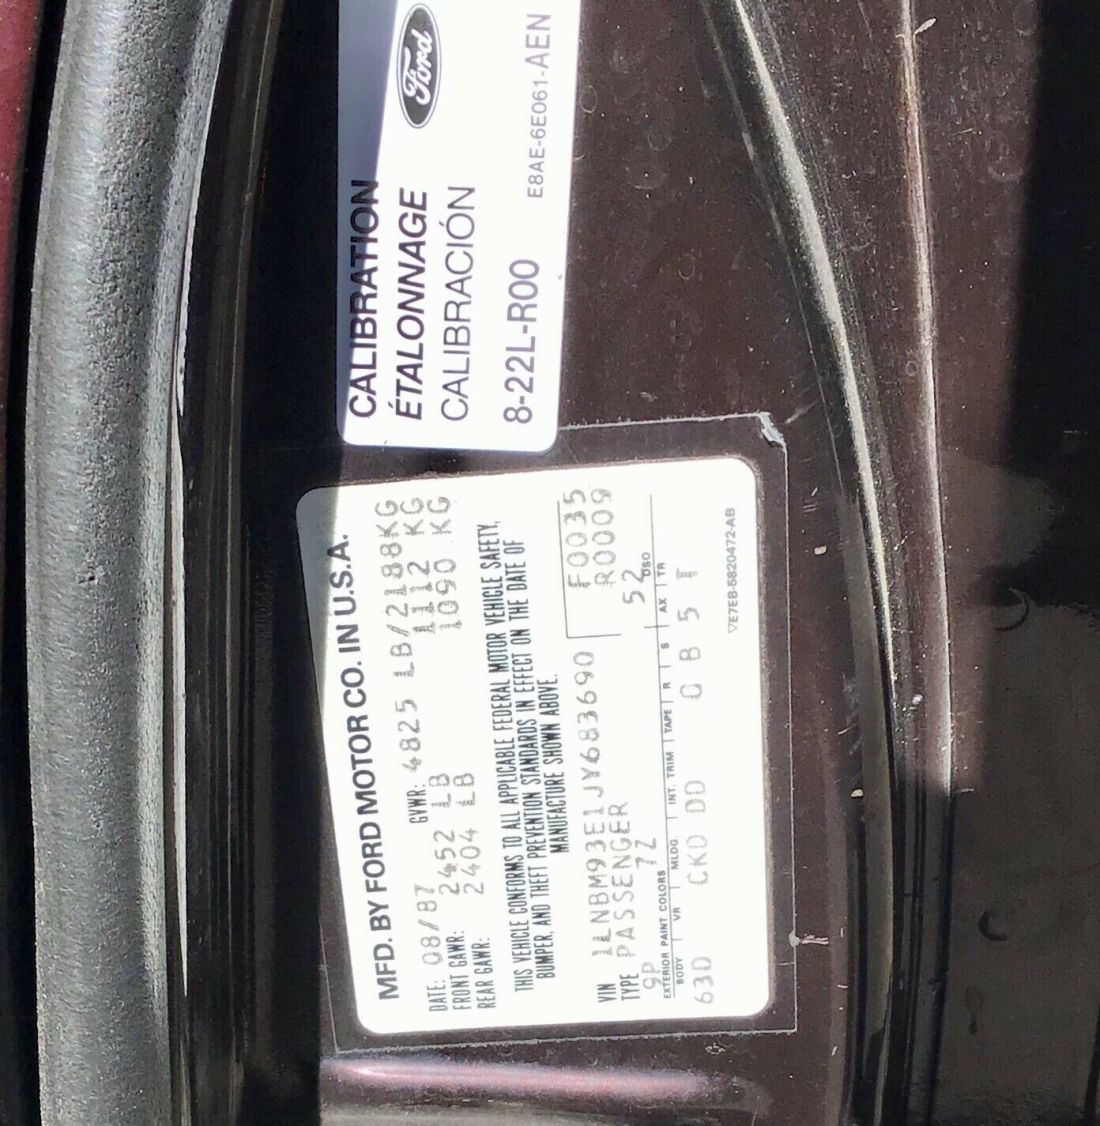 MFD. BY FORD MOTOR CO. IN U.S.A.
DATE: 08/87 GVWR: 4825 LB/2188KG
FRONT GAWR: 2452 LB 1112 KG
REAR GAWR: 2404 LB 1090 KG
THIS VEHICLE CONFORMS TO ALL APPLICABLE FEDERAL MOTOR VEHICLE SAFETY,
BUMPER, AND THEFT PREVENTION STANDARDS IN EFFECT ON THE DATE OF
MANUFACTURE SHOWN ABOVE.
VIN 1LNBM93E1JY683690 F0035
TYPE PASSENGER R0009
9P 7Z 52
EXTERIOR PAINT COLORS DSO
BODY | VR | MLDG | INT. TRIM | TAPE | R | S | AX | TR
63D CKD DD B 5 T
▽E7EB-5820472-AB
CALIBRATION
ÉTALONNAGE
CALIBRACIÓN
Ford
8-22L-R00
E8AE-6E061-AEN